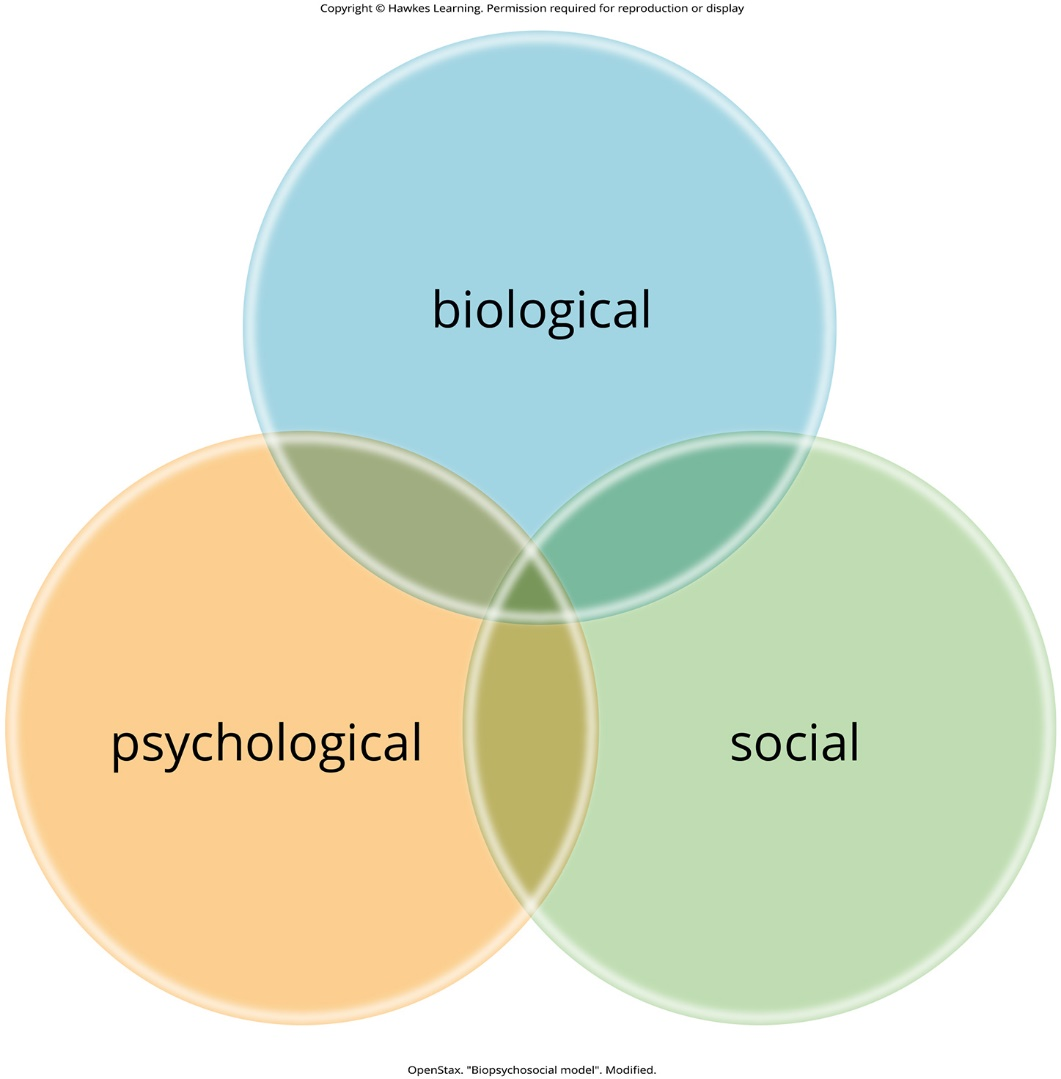 Copyright © Hawkes Learning. Permission required for reproduction or display
biological
psychological
social
OpenStax. "Biopsychosocial model". Modified.